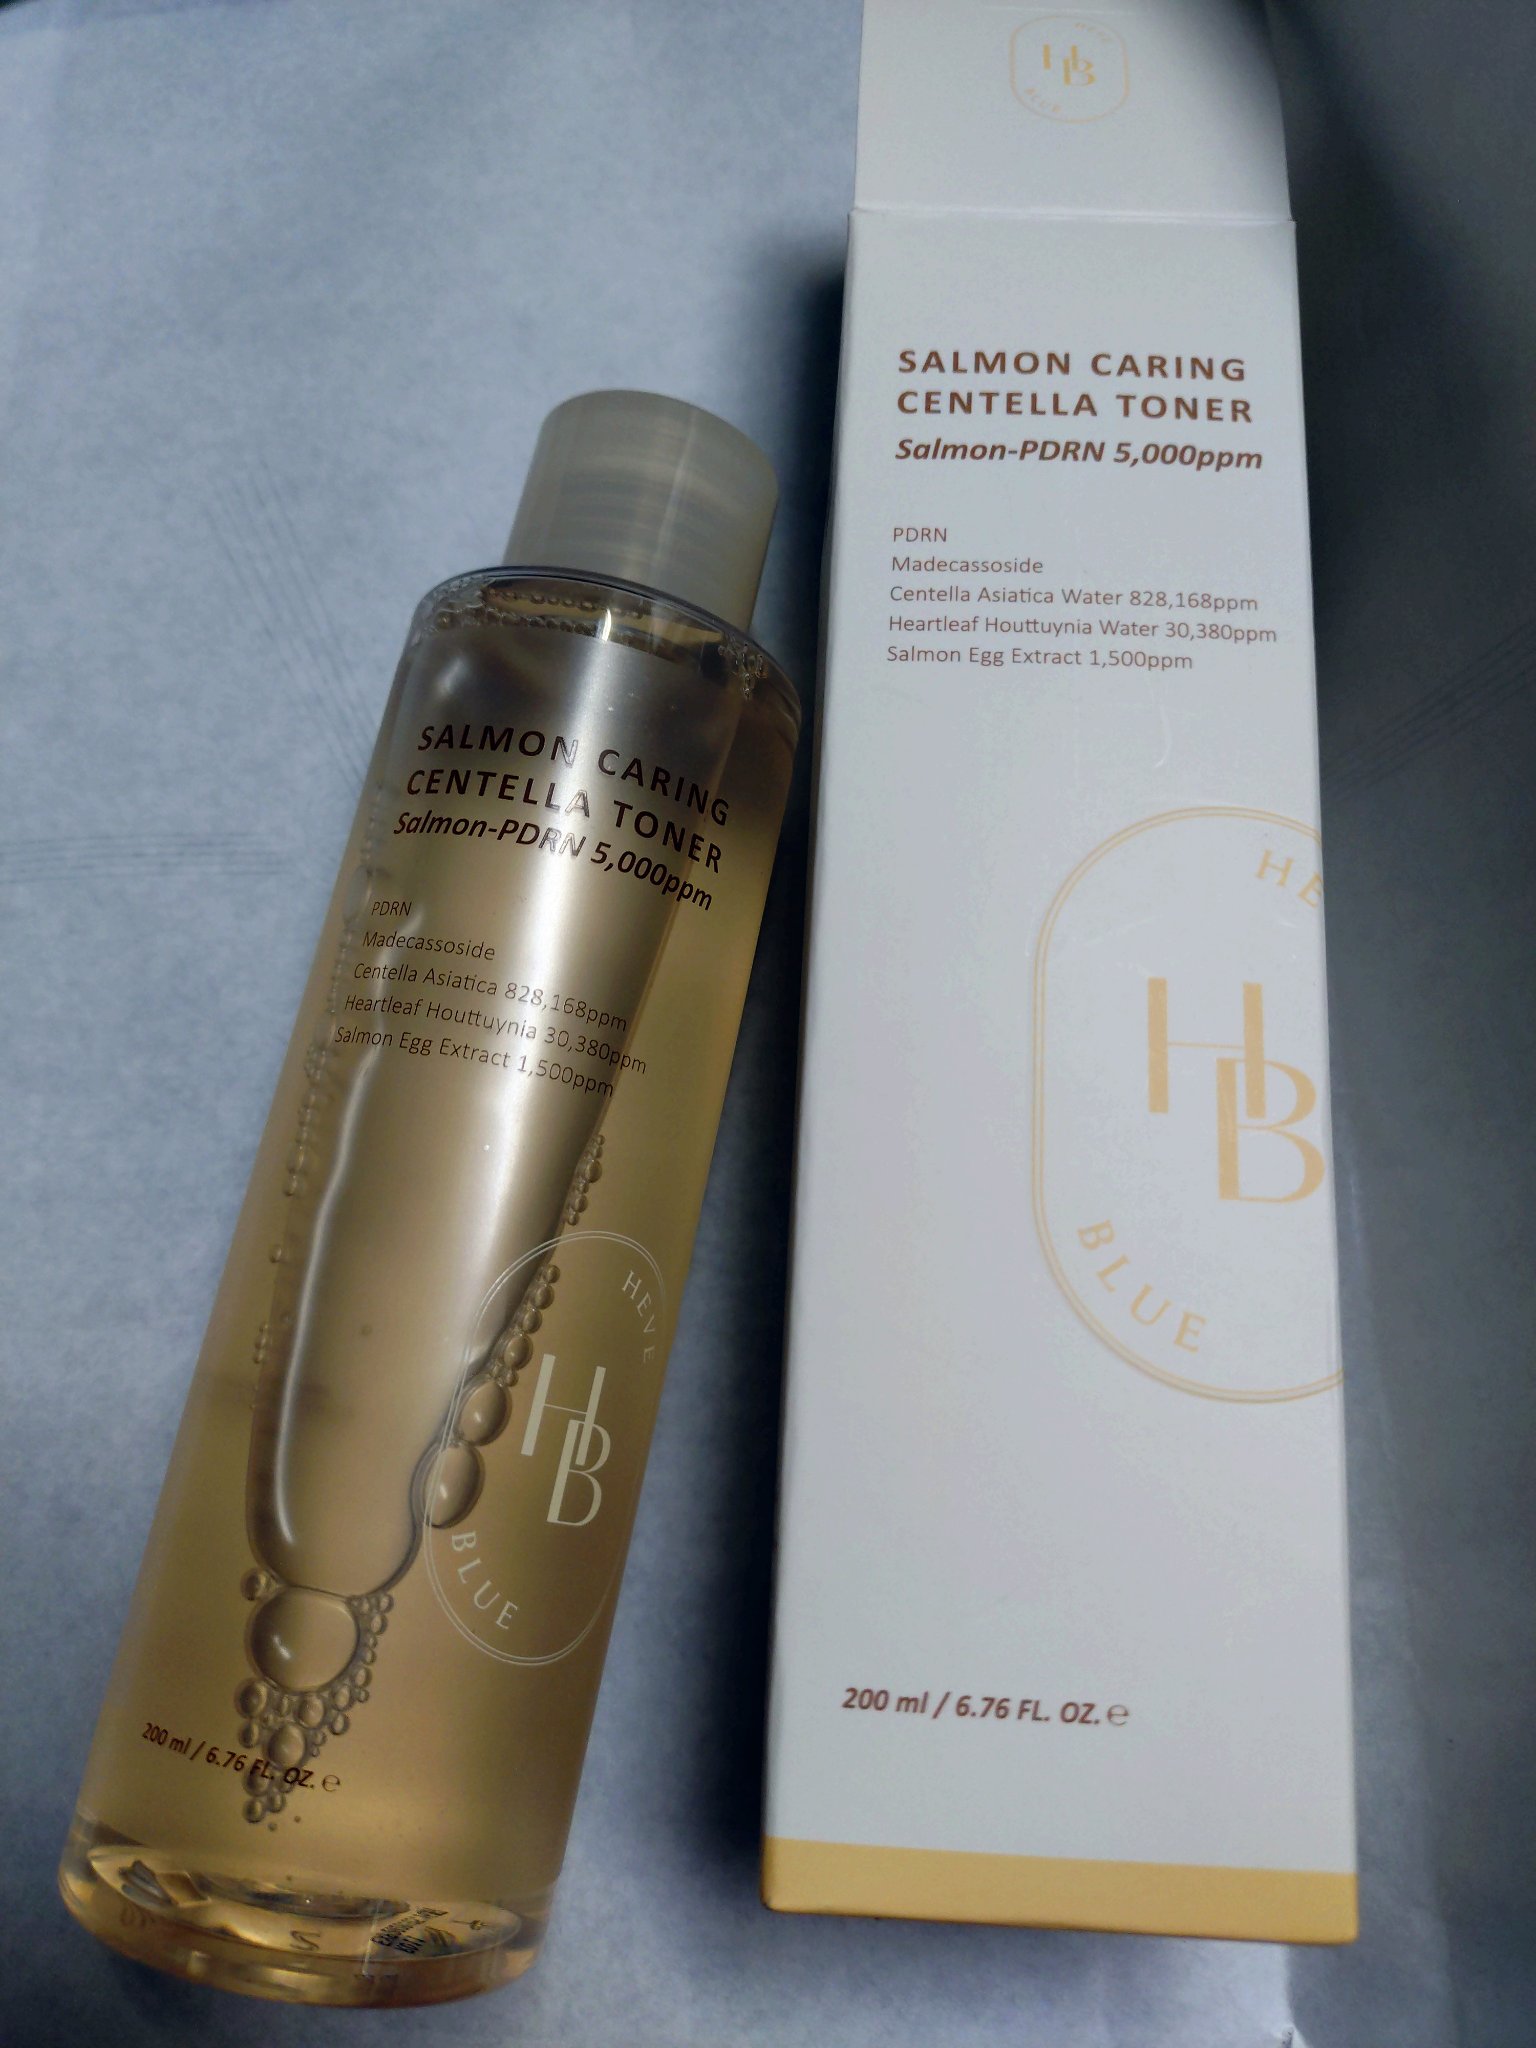 SALMON CARING
CENTELLA TONER
Salmon-PDRN 5,000ppm
PDRN
Madecassoside
Centella Asiatica 828,168ppm
Heartleaf Houttuynia 30,380ppm
Salmon Egg Extract 1,500ppm
HEVE
HB
BLUE
200 ml / 6.76 FL. OZ. ℮
HEVE
HB
BLUE
SALMON CARING
CENTELLA TONER
Salmon-PDRN 5,000ppm
PDRN
Madecassoside
Centella Asiatica Water 828,168ppm
Heartleaf Houttuynia Water 30,380ppm
Salmon Egg Extract 1,500ppm
HE
HB
BLUE
200 ml / 6.76 FL. OZ. ℮